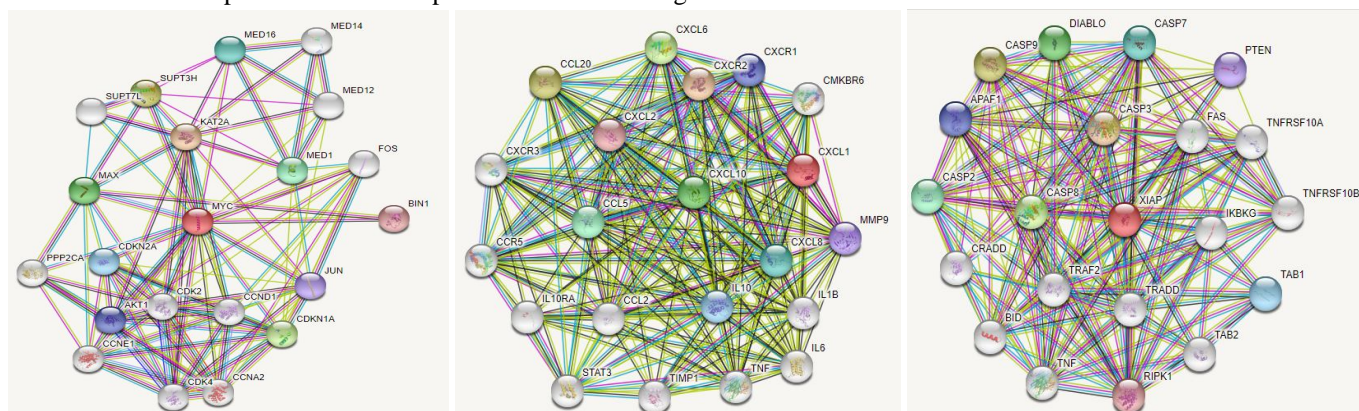 MED14
MED16
SUPT3H
SUPT7L
MED12
KAT2A
FOS
MED1
MAX
BIN1
MYC
CDKN2A
PPP2CA
JUN
CDK2
CCND1
AKT1
CDKN1A
CCNE1
CDK4
CCNA2
CXCL6
CXCR1
CCL20
CXCR2
CMKBR6
CXCL2
CXCR3
CXCL1
CXCL10
CCL5
MMP9
CCR5
CXCL8
IL10RA
CCL2
IL10
IL1B
IL6
STAT3
TIMP1
TNF
DIABLO
CASP7
CASP9
PTEN
APAF1
CASP3
FAS
TNFRSF10A
CASP2
CASP8
XIAP
TNFRSF10B
IKBKG
CRADD
TRAF2
TRADD
TAB1
BID
TAB2
TNF
RIPK1